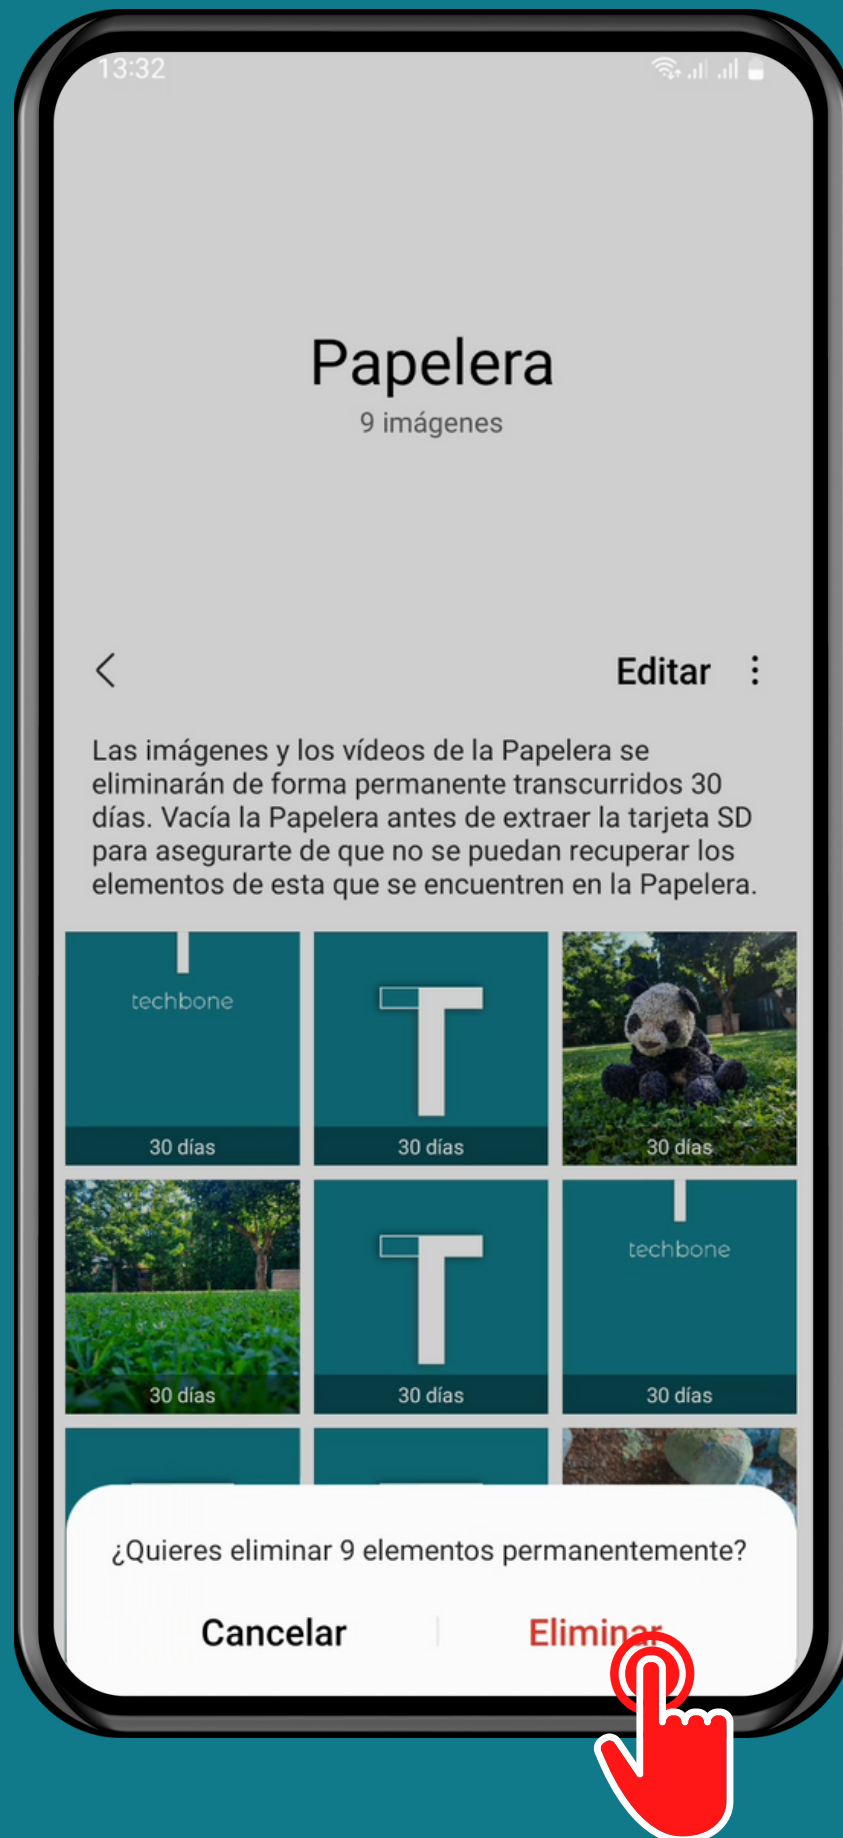 13:32
Papelera
9 imágenes
Editar
Las imágenes y los vídeos de la Papelera se
eliminarán de forma permanente transcurridos 30
días. Vacía la Papelera antes de extraer la tarjeta SD
para asegurarte de que no se puedan recuperar los
elementos de esta que se encuentren en la Papelera.
techbone
30 días
T
30 días
30 días
30 días
T
30 días
techbone
30 días
¿Quieres eliminar 9 elementos permanentemente?
Cancelar
Eliminar